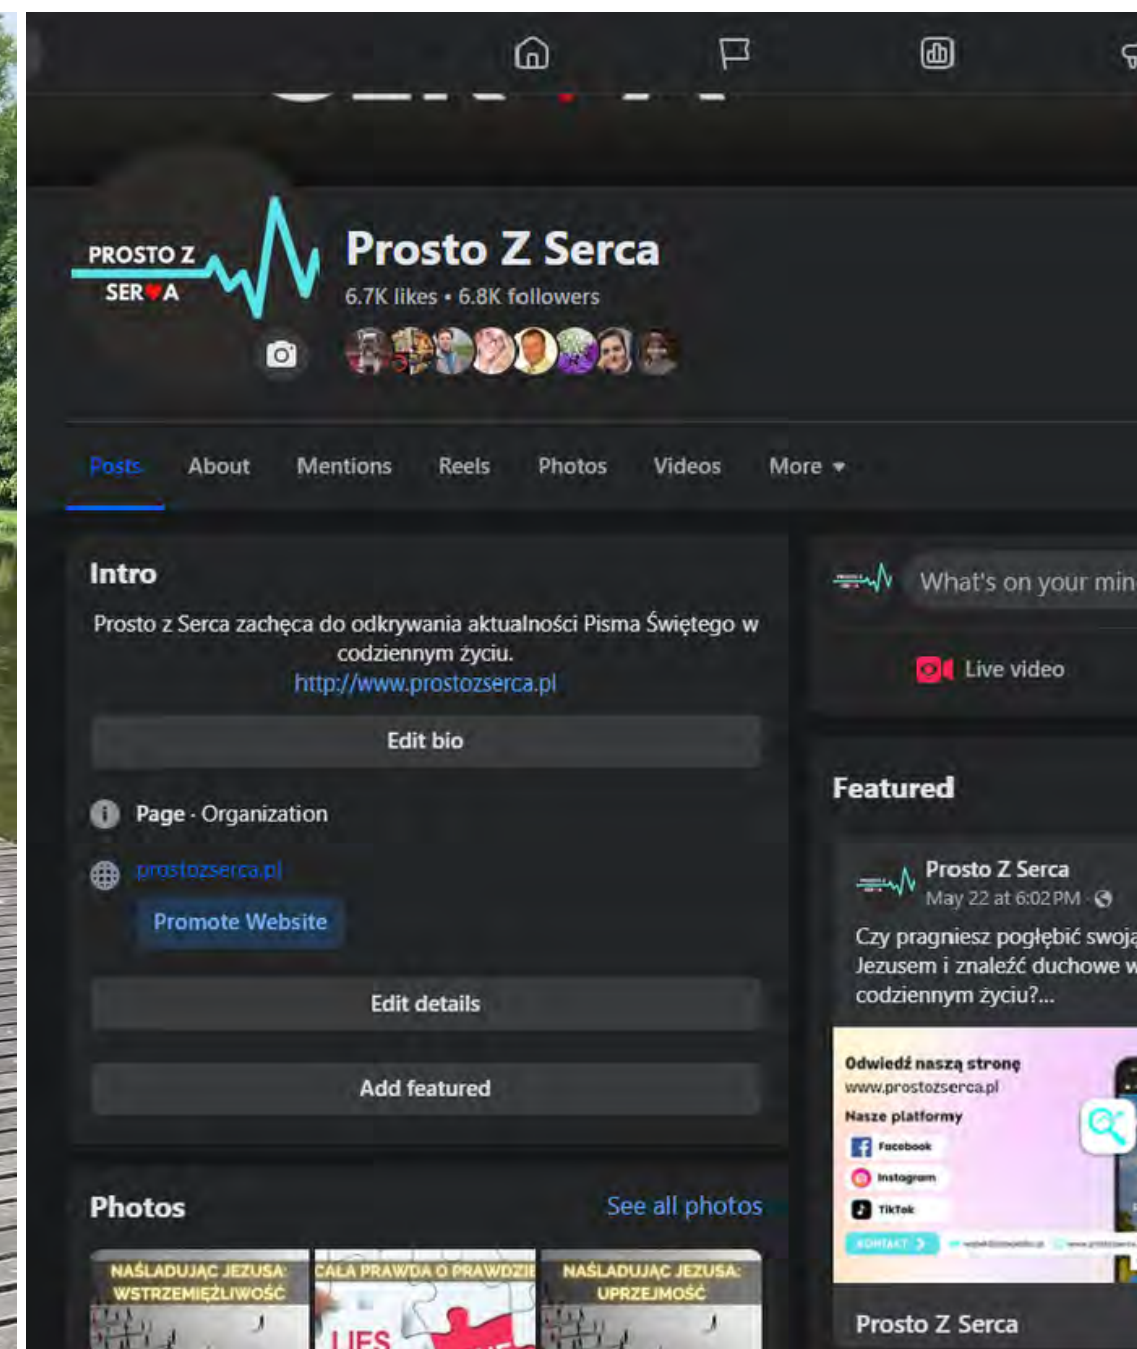 PROSTO Z
SER A
Prosto Z Serca
6.7K likes • 6.8K followers
Posts
About
Mentions
Reels
Photos
Videos
More
Intro
Prosto z Serca zachęca do odkrywania aktualności Pisma Świętego w
codziennym życiu.
http://www.prostozserca.pl
Edit bio
Page · Organization
prostozserca.pl
Promote Website
Edit details
Add featured
Photos
See all photos
NAŚLADUJĄC JEZUSA:
WSTRZEMIĘŹLIWOŚĆ
CAŁA PRAWDA O PRAWDZIE
LIES
NAŚLADUJĄC JEZUSA:
UPRZEJMOŚĆ
What's on your min
Live video
Featured
Prosto Z Serca
May 22 at 6:02 PM ·
Czy pragniesz pogłębić swoją
Jezusem i znaleźć duchowe w
codziennym życiu?...
Odwiedź naszą stronę
www.prostozserca.pl
Nasze platformy
Facebook
Instagram
TikTok
KONTAKT
Prosto Z Serca